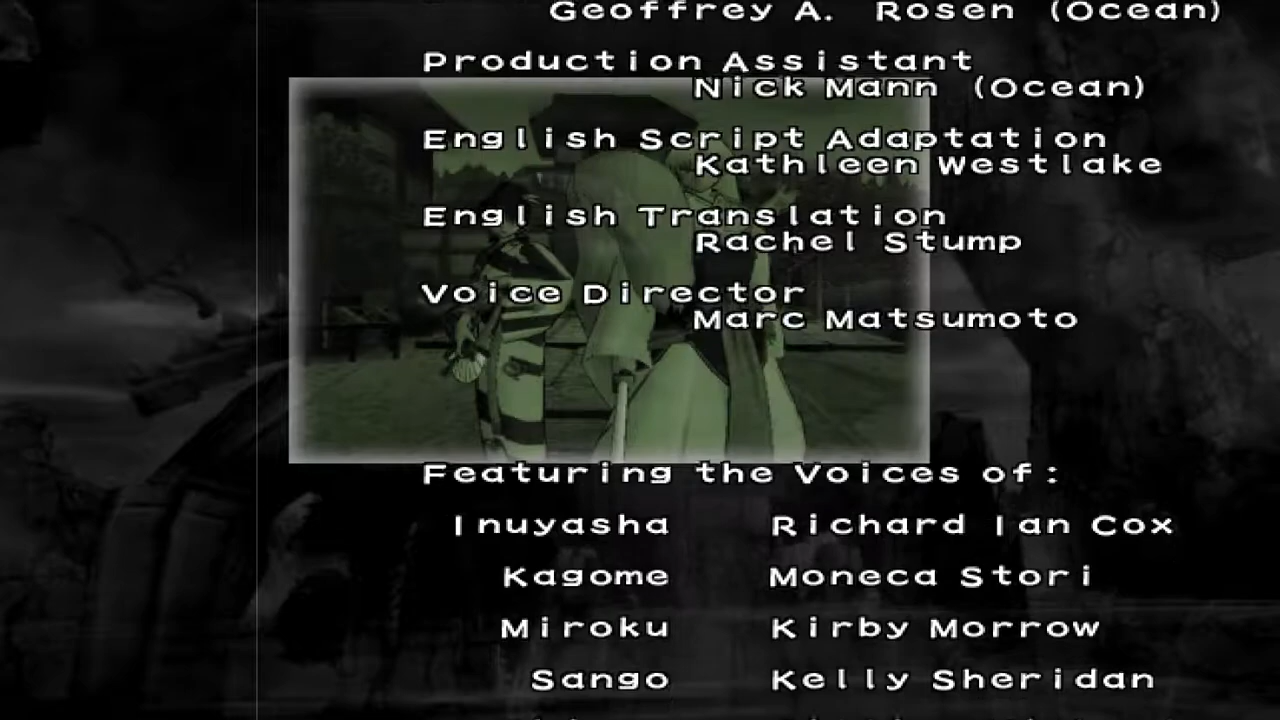 Geoffrey A. Rosen (Ocean)
Production Assistant
Nick Mann (Ocean)
English Script Adaptation
Kathleen Westlake
English Translation
Rachel Stump
Voice Director
Marc Matsumoto
Featuring the Voices of:
Inuyasha Richard Ian Cox
Kagome Moneca Stori
Miroku Kirby Morrow
Sango Kelly Sheridan